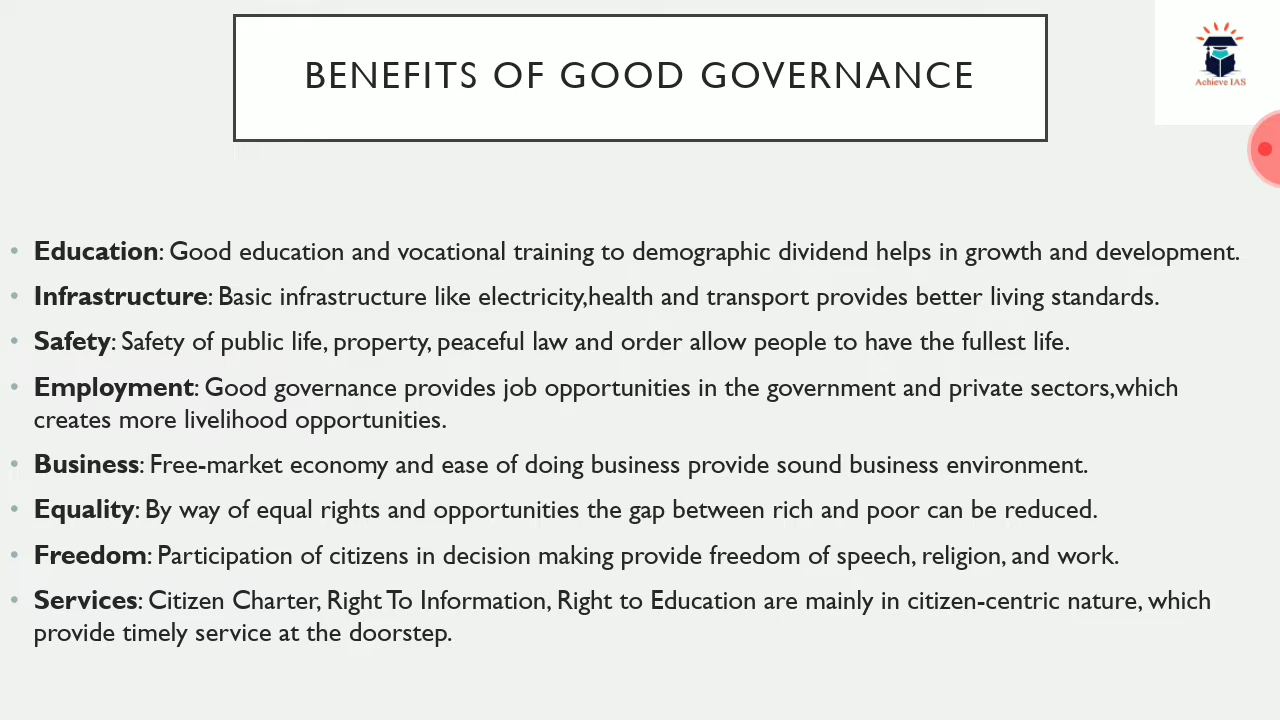 BENEFITS OF GOOD GOVERNANCE
Achieve IAS
• Education: Good education and vocational training to demographic dividend helps in growth and development.
• Infrastructure: Basic infrastructure like electricity,health and transport provides better living standards.
• Safety: Safety of public life, property, peaceful law and order allow people to have the fullest life.
• Employment: Good governance provides job opportunities in the government and private sectors,which
creates more livelihood opportunities.
• Business: Free-market economy and ease of doing business provide sound business environment.
• Equality: By way of equal rights and opportunities the gap between rich and poor can be reduced.
• Freedom: Participation of citizens in decision making provide freedom of speech, religion, and work.
• Services: Citizen Charter, Right To Information, Right to Education are mainly in citizen-centric nature, which
provide timely service at the doorstep.